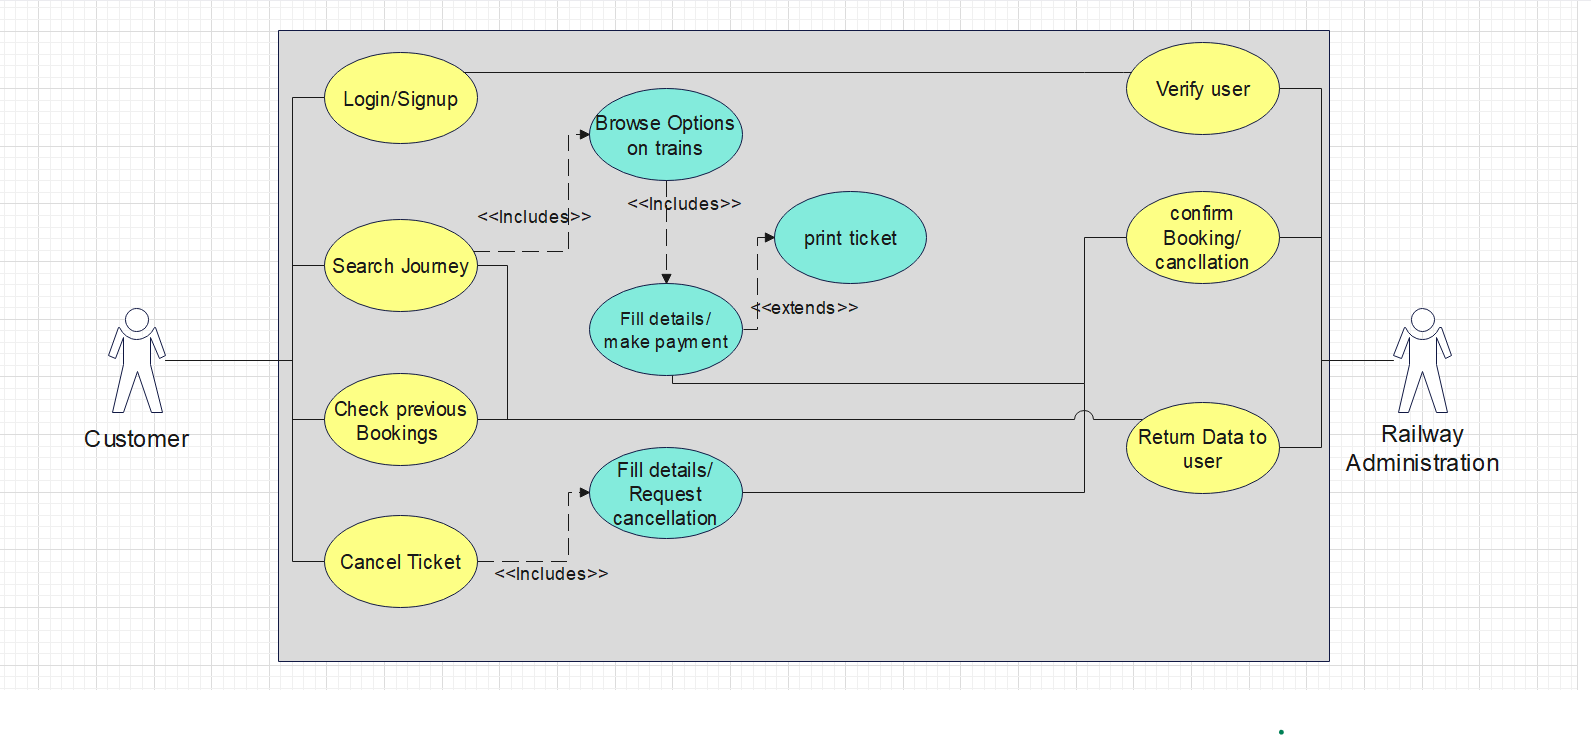 Login/Signup
Verify user
Browse Options
on trains
<<Includes>>
<<Includes>>
print ticket
confirm
Booking/
cancllation
Search Journey
<<extends>>
Fill details/
make payment
Customer
Check previous
Bookings
Return Data to
user
Railway
Administration
Fill details/
Request
cancellation
Cancel Ticket
<<Includes>>